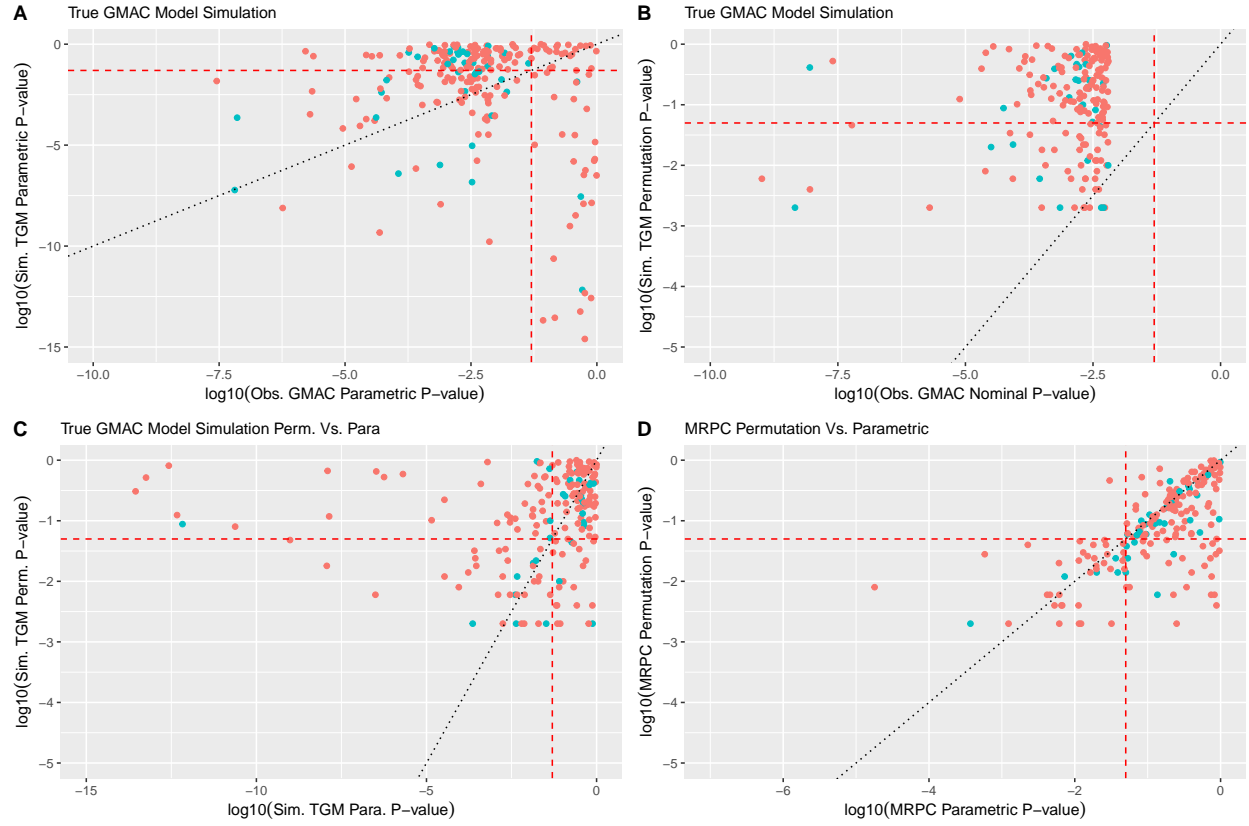 A
True GMAC Model Simulation
log10(Sim. TGM Parametric P−value)
0
−5
−10
−15
−10.0
−7.5
−5.0
−2.5
0.0
log10(Obs. GMAC Parametric P−value)
B
True GMAC Model Simulation
log10(Sim. TGM Permutation P−value)
0
−1
−2
−3
−4
−5
−10.0
−7.5
−5.0
−2.5
0.0
log10(Obs. GMAC Nominal P−value)
C
True GMAC Model Simulation Perm. Vs. Para
log10(Sim. TGM Perm. P−value)
0
−1
−2
−3
−4
−5
−15
−10
−5
0
log10(Sim. TGM Para. P−value)
D
MRPC Permutation Vs. Parametric
log10(MRPC Permutation P−value)
0
−1
−2
−3
−4
−5
−6
−4
−2
0
log10(MRPC Parametric P−value)